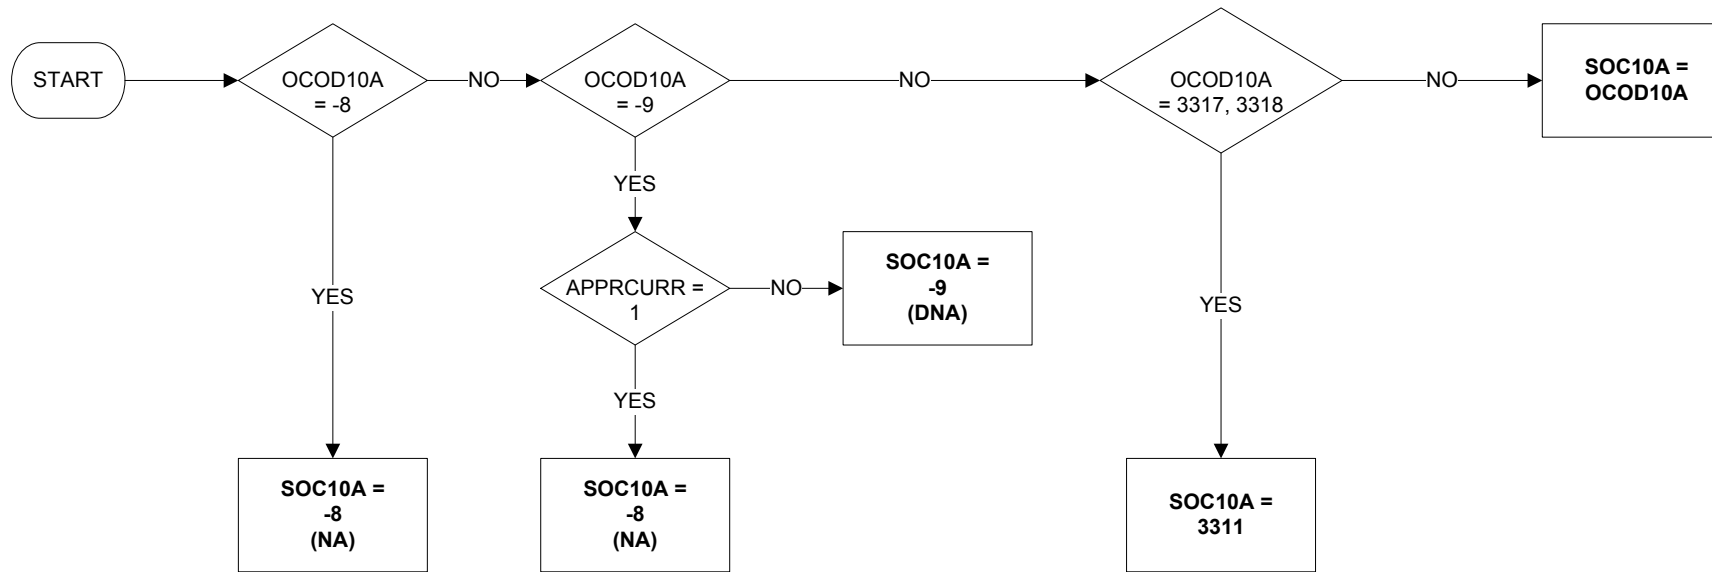 START
OCOD10A
= -8
NO
OCOD10A
= -9
NO
OCOD10A
= 3317, 3318
NO
SOC10A =
OCOD10A
YES
YES
APPRCURR =
1
NO
SOC10A =
-9
(DNA)
YES
YES
SOC10A =
-8
(NA)
SOC10A =
-8
(NA)
SOC10A =
3311